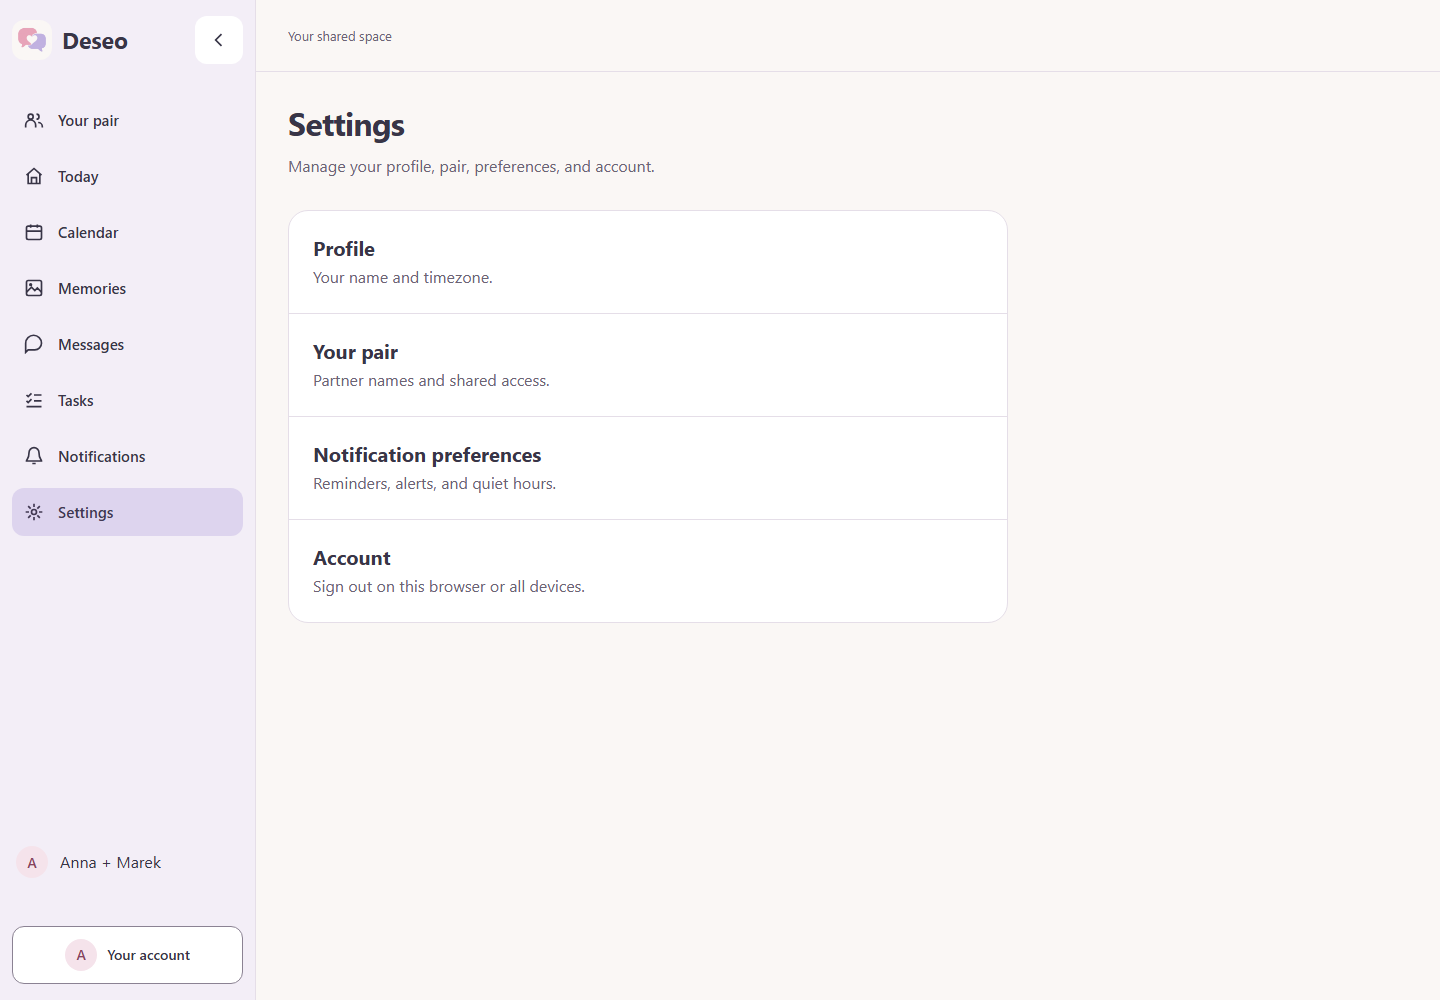 Deseo
Your pair
Today
Calendar
Memories
Messages
Tasks
Notifications
Settings
A Anna + Marek
A Your account
Your shared space
Settings
Manage your profile, pair, preferences, and account.
Profile
Your name and timezone.
Your pair
Partner names and shared access.
Notification preferences
Reminders, alerts, and quiet hours.
Account
Sign out on this browser or all devices.